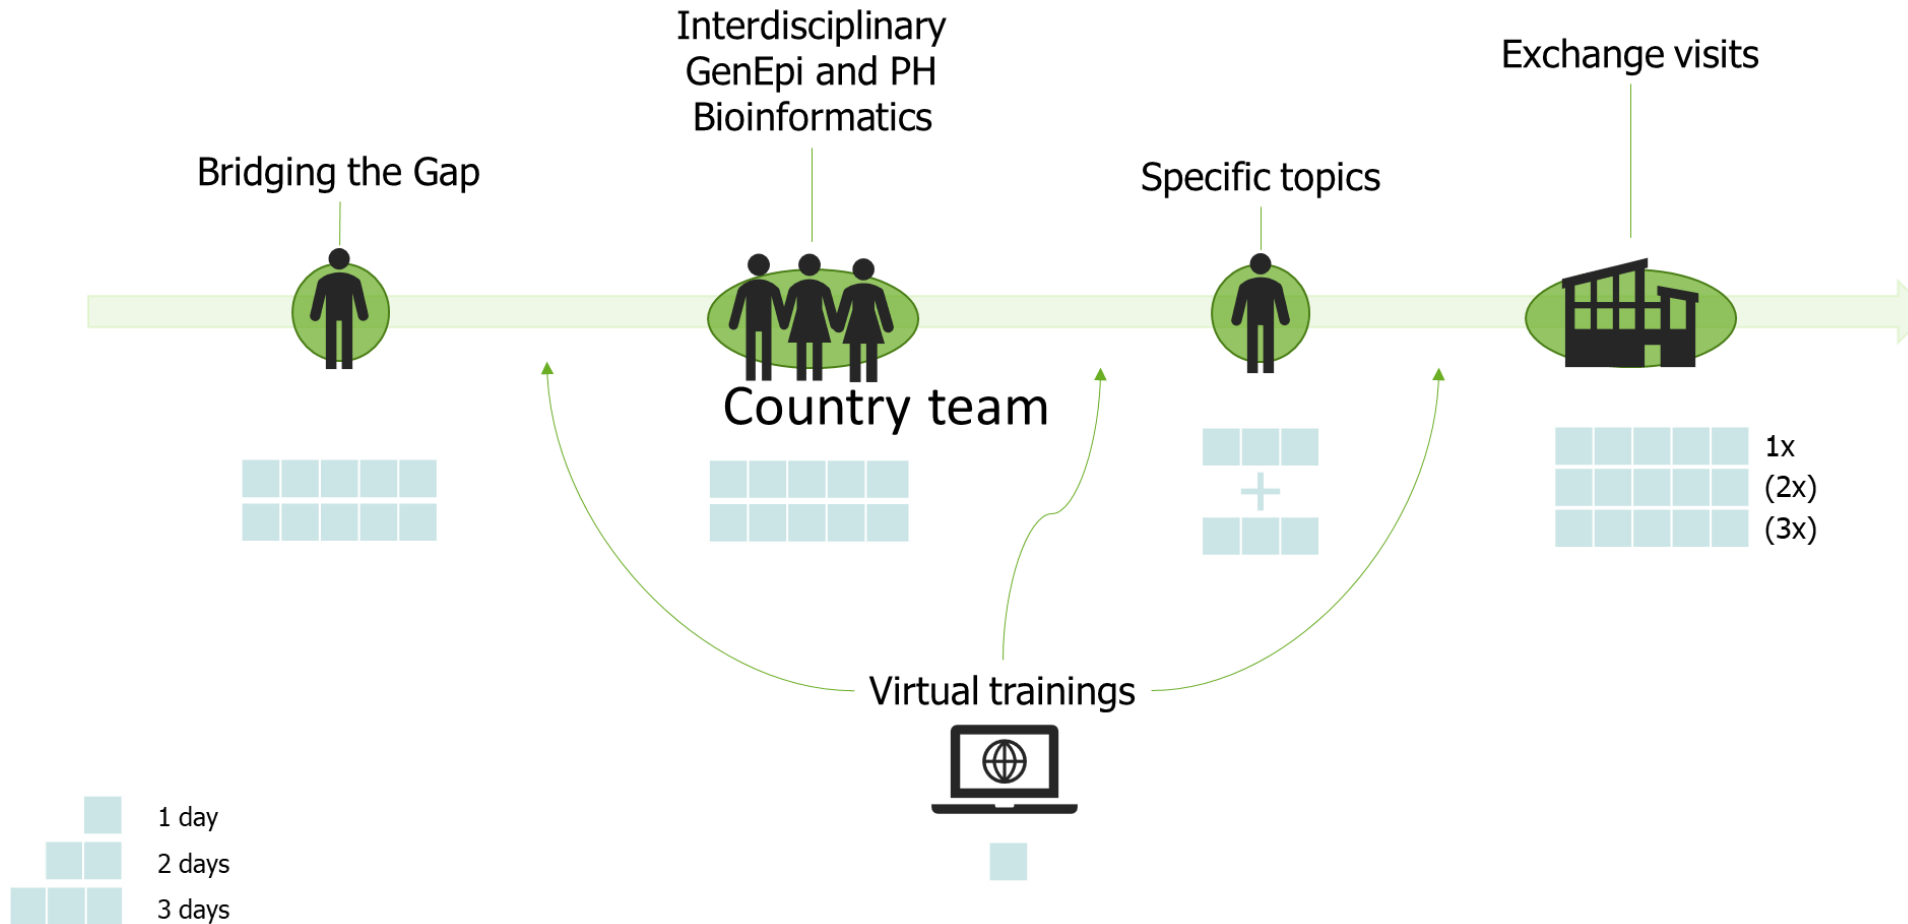 Interdisciplinary
GenEpi and PH
Bioinformatics
Exchange visits
Bridging the Gap
Specific topics
Country team
1x
(2x)
(3x)
Virtual trainings
1 day
2 days
3 days